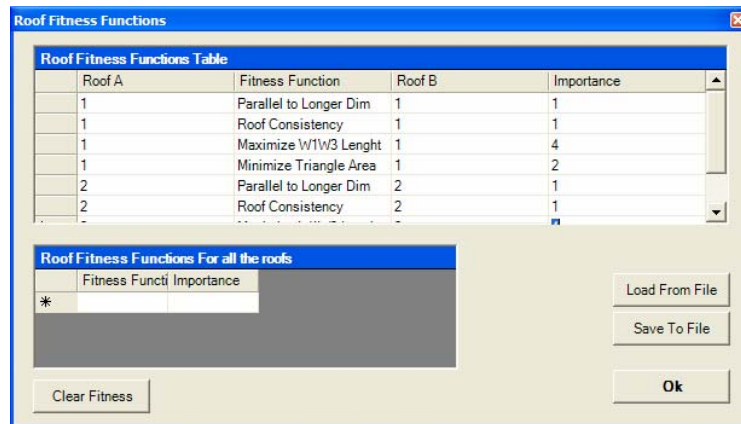 Roof Fitness Functions
Roof Fitness Functions Table
Roof A Fitness Function Roof B Importance
1 Parallel to Longer Dim 1 1
1 Roof Consistency 1 1
1 Maximize W1W3 Lenght 1 4
1 Minimize Triangle Area 1 2
2 Parallel to Longer Dim 2 1
2 Roof Consistency 2 1
Roof Fitness Functions For all the roofs
Fitness Functi Importance
*
Load From File
Save To File
Clear Fitness
Ok